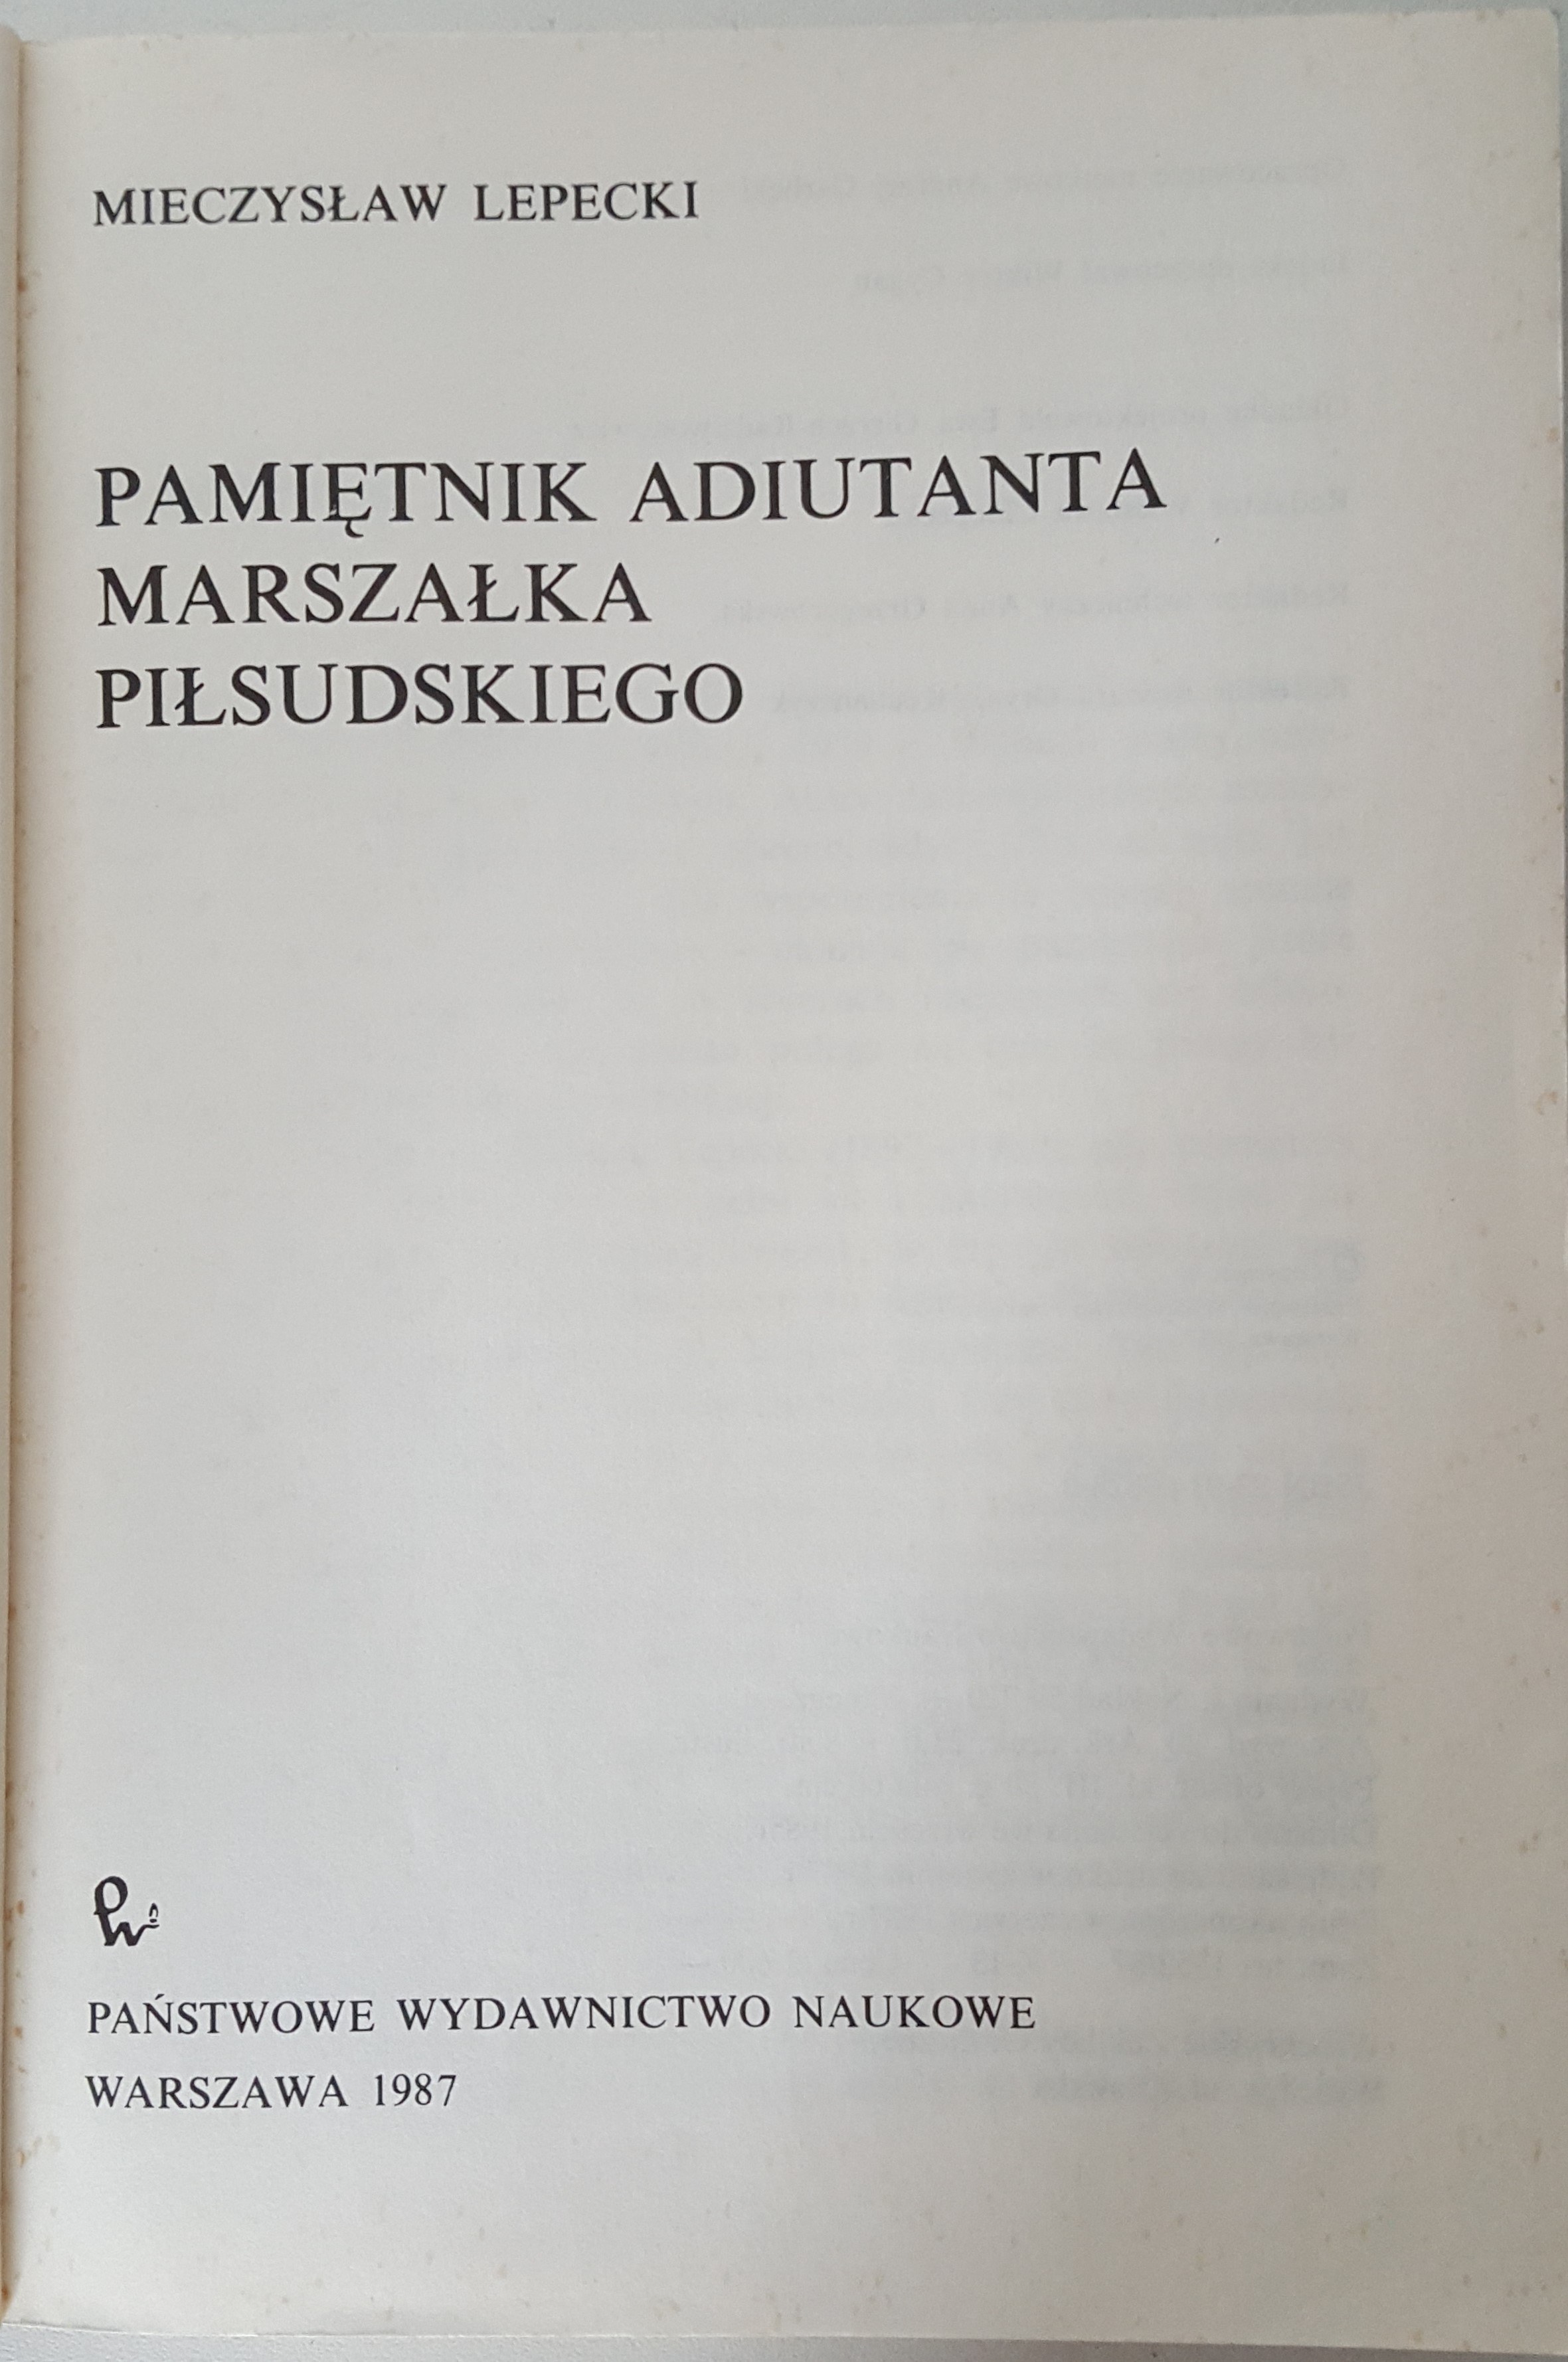 MIECZYSŁAW LEPECKI
PAMIĘTNIK ADIUTANTA
MARSZAŁKA
PIŁSUDSKIEGO
PAŃSTWOWE WYDAWNICTWO NAUKOWE
WARSZAWA 1987